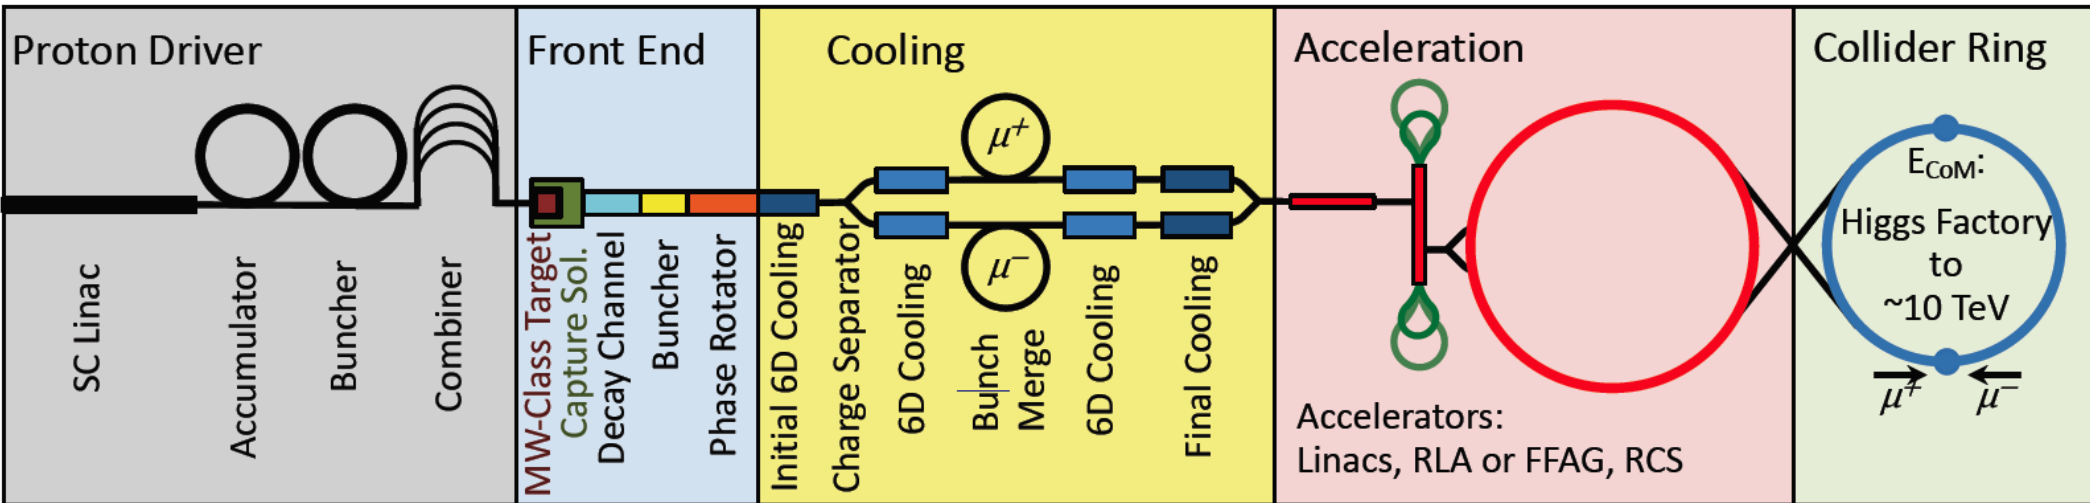 Proton Driver
SC Linac
Accumulator
Buncher
Combiner
Front End
MW-Class Target
Capture Sol.
Decay Channel
Buncher
Phase Rotator
Cooling
μ+
μ−
Initial 6D Cooling
Charge Separator
6D Cooling
Bunch
Merge
6D Cooling
Final Cooling
Acceleration
Accelerators:
Linacs, RLA or FFAG, RCS
Collider Ring
ECoM:
Higgs Factory
to
~10 TeV
μ+ μ−